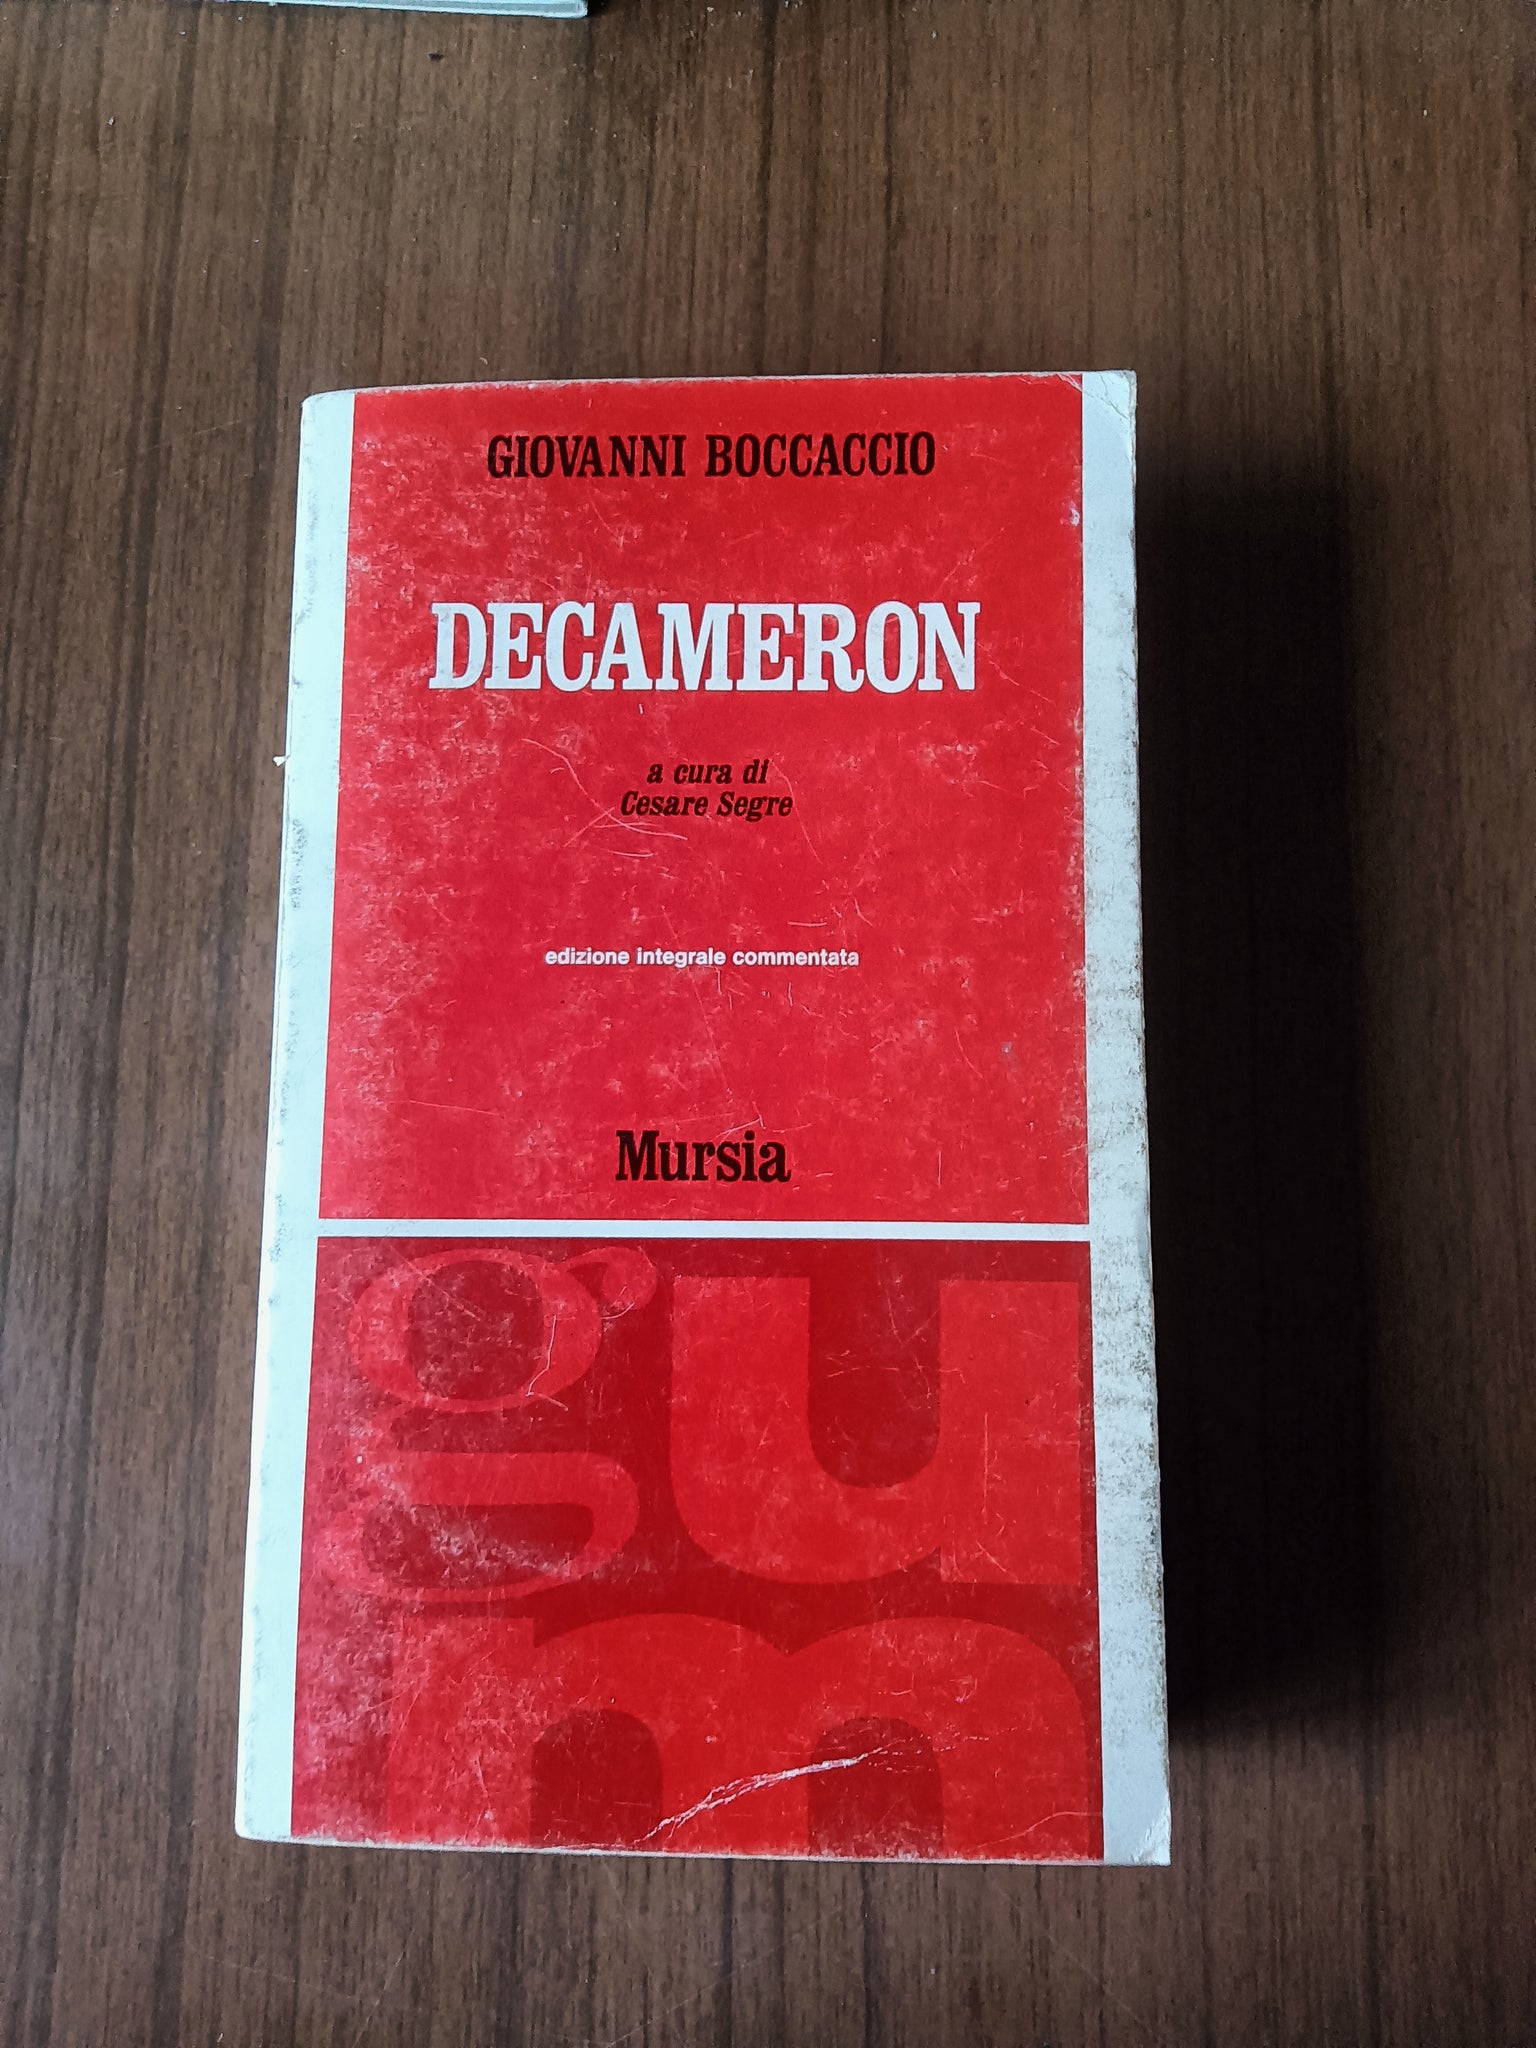 GIOVANNI BOCCACCIO
DECAMERON
a cura di
Cesare Segre
edizione integrale commentata
Mursia
gu
m